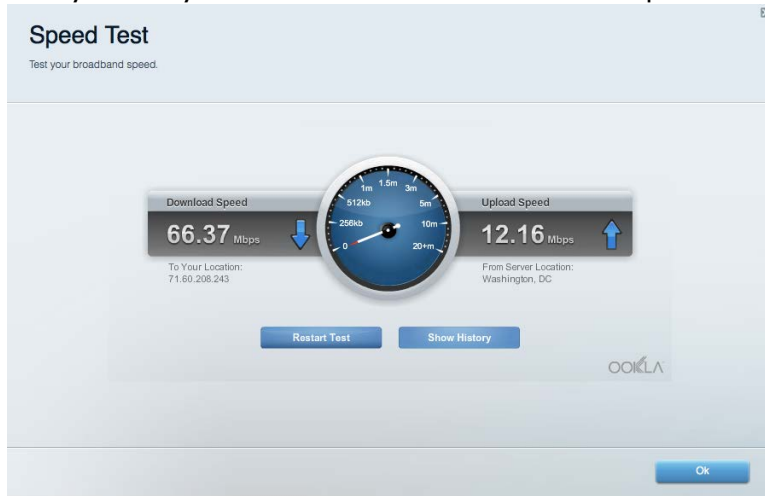 Speed Test
Test your broadband speed.
Download Speed
66.37 Mbps
To Your Location:
71.60.208.243
0
256kb
512kb
1m
1.5m
3m
5m
10m
20+m
Upload Speed
12.16 Mbps
From Server Location:
Washington, DC
Restart Test
Show History
OOKLA
Ok